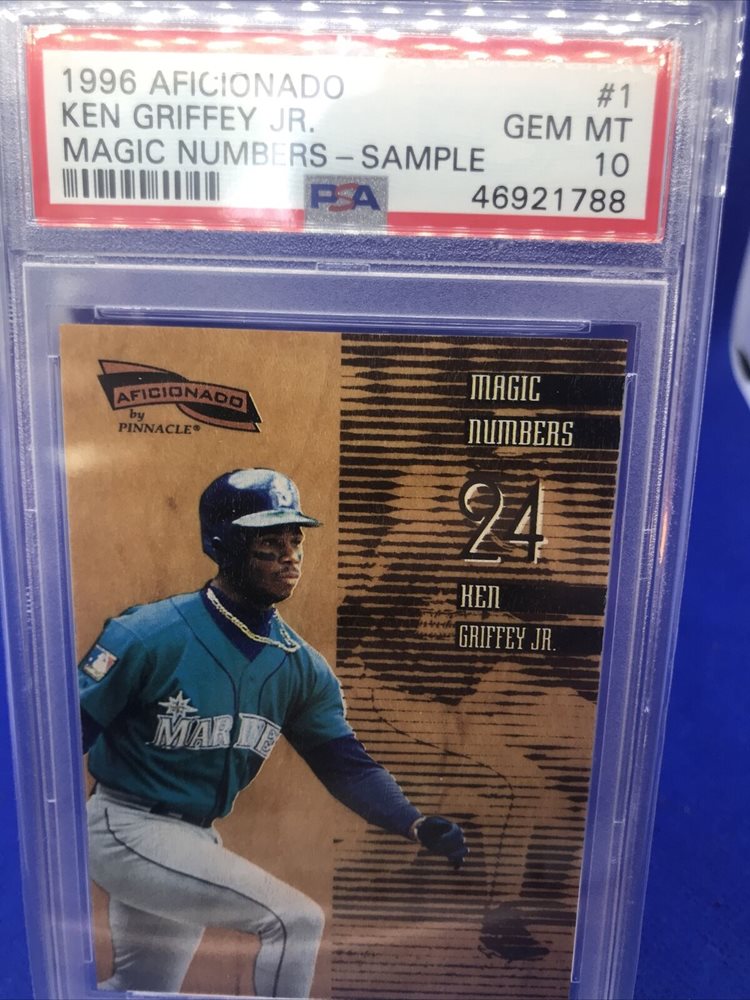 1996 AFICIONADO #1
KEN GRIFFEY JR. GEM MT
MAGIC NUMBERS - SAMPLE 10
PSA 46921788
AFICIONADO
by
PINNACLE®
MAGIC
NUMBERS
24
KEN
GRIFFEY JR.
MARINE